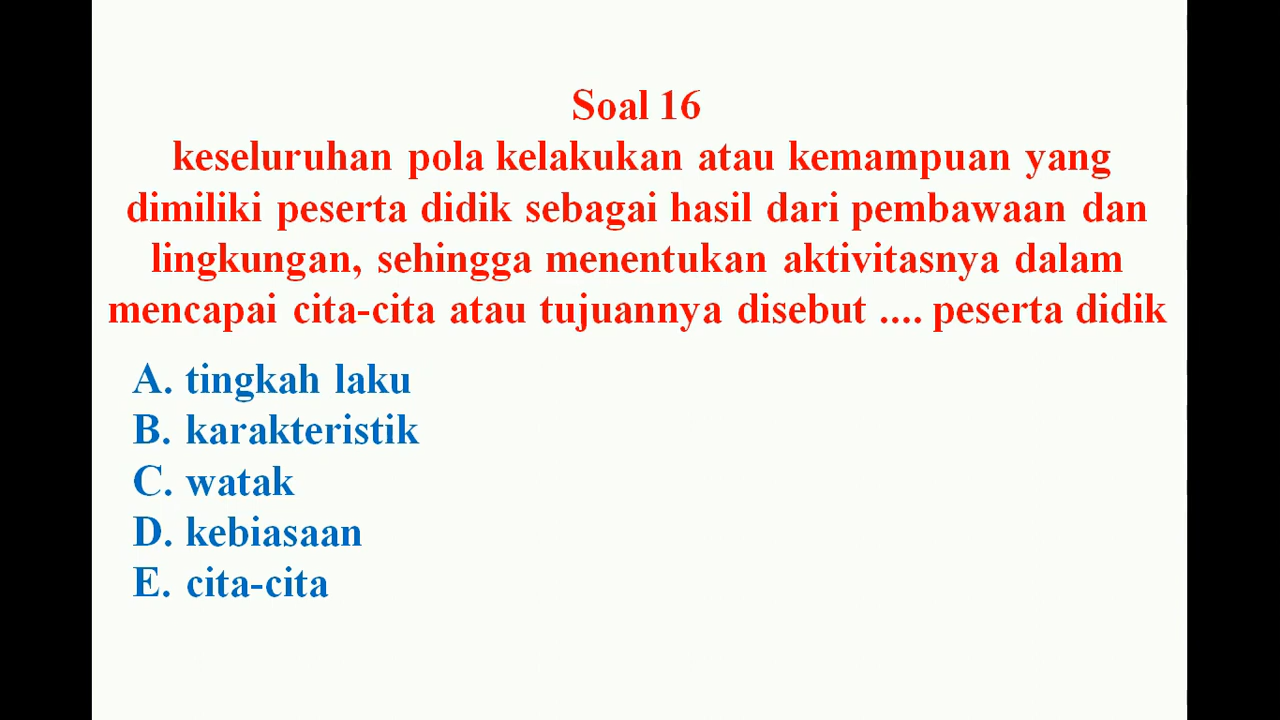 Soal 16
keseluruhan pola kelakukan atau kemampuan yang
dimiliki peserta didik sebagai hasil dari pembawaan dan
lingkungan, sehingga menentukan aktivitasnya dalam
mencapai cita-cita atau tujuannya disebut .... peserta didik
A. tingkah laku
B. karakteristik
C. watak
D. kebiasaan
E. cita-cita